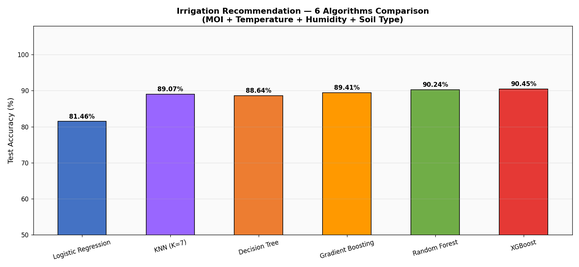 Irrigation Recommendation — 6 Algorithms Comparison
(MOI + Temperature + Humidity + Soil Type)
Test Accuracy (%)
100
90
80
70
60
50
81.46%
89.07%
88.64%
89.41%
90.24%
90.45%
Logistic Regression
KNN (K=7)
Decision Tree
Gradient Boosting
Random Forest
XGBoost